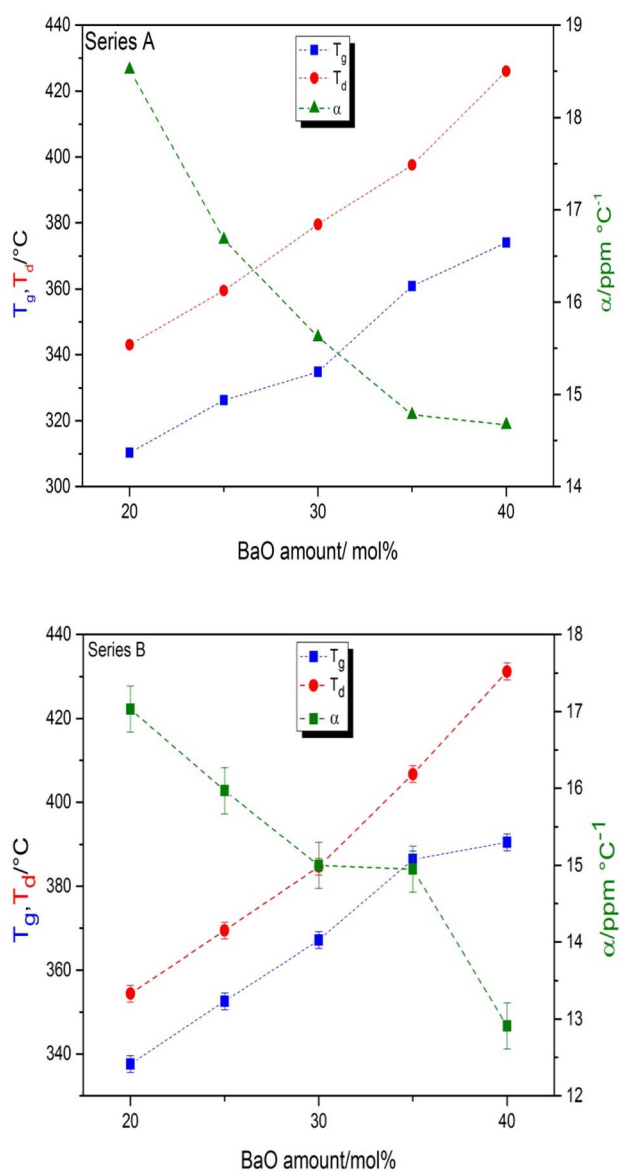 Series A
T_g
T_d
α
440
420
400
380
360
340
320
300
19
18
17
16
15
14
20
30
40
T_g,T_d/°C
α/ppm °C⁻¹
BaO amount/ mol%
Series B
T_g
T_d
α
440
420
400
380
360
340
18
17
16
15
14
13
12
20
30
40
T_g,T_d/°C
α/ppm °C⁻¹
BaO amount/mol%